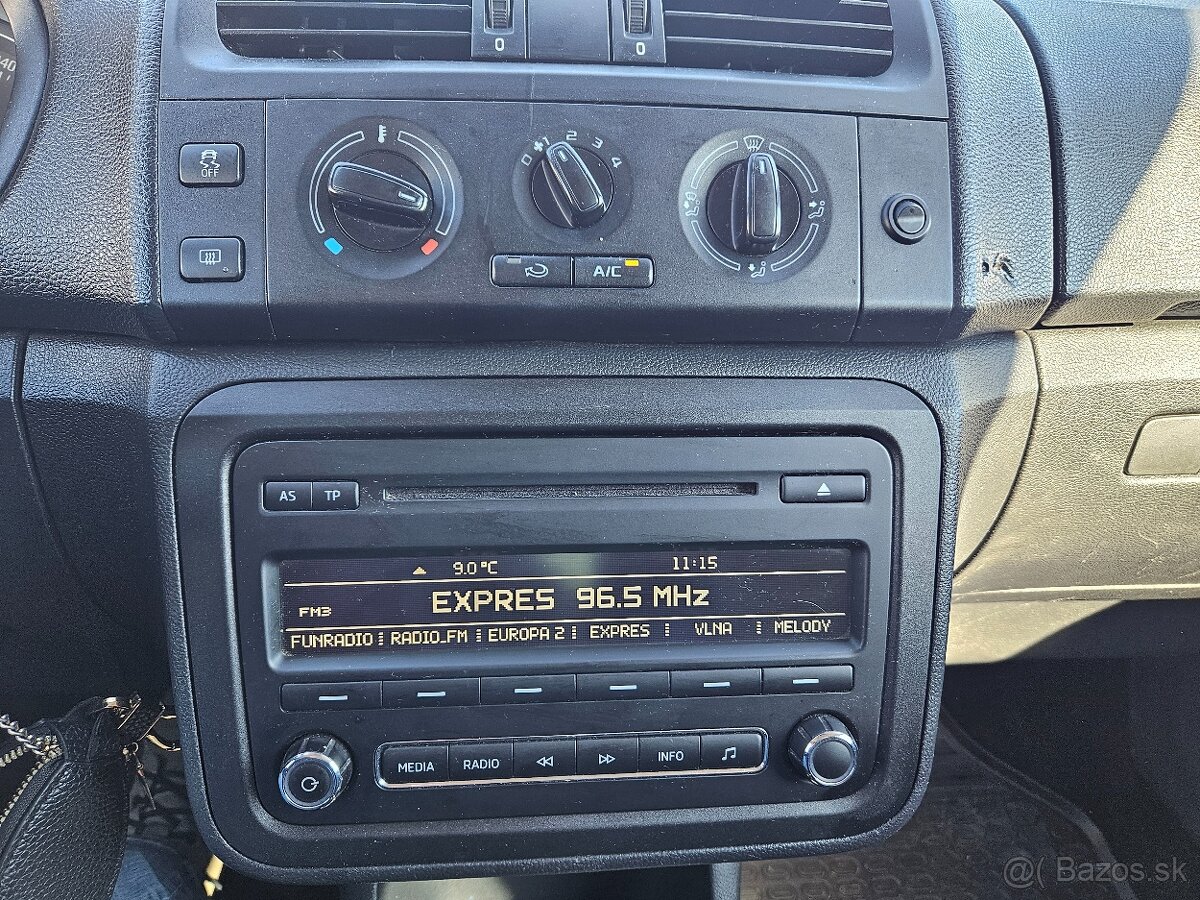 40
0 0
OFF
0 1 2 3 4
A/C
AS TP
9.0°C 11:15
FM3 EXPRES 96.5 MHz
FUNRADIO RADIO_FM EUROPA 2 EXPRES VLNA MELODY
MEDIA RADIO INFO
@( Bazos.sk